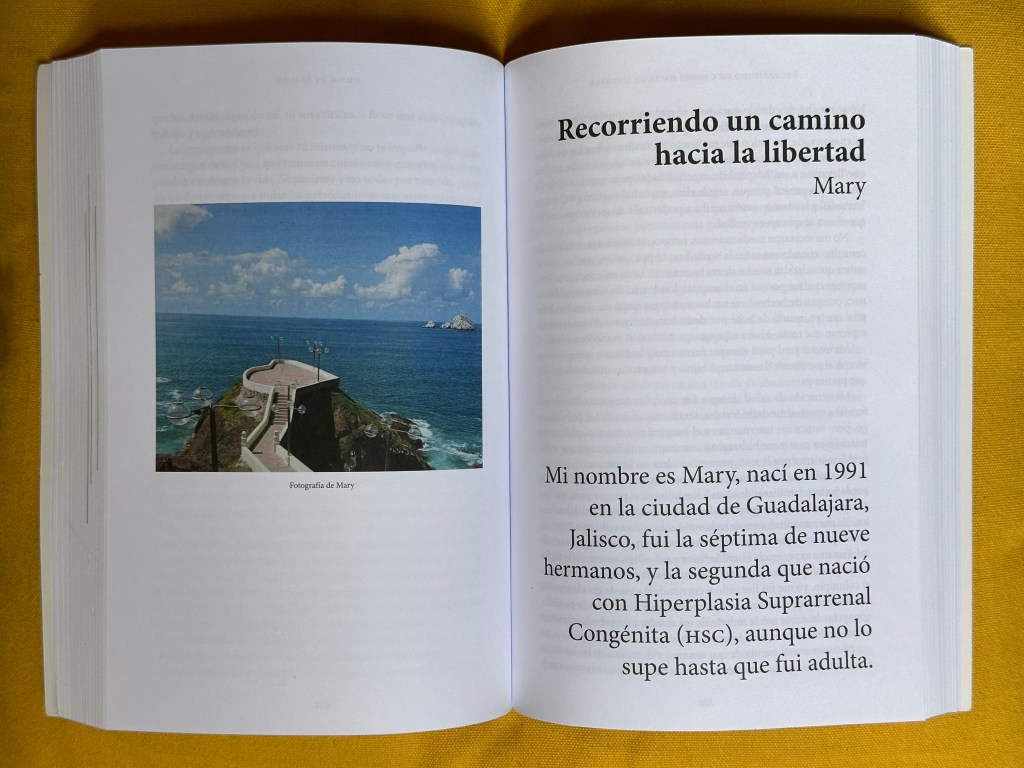 Fotografía de Mary
Recorriendo un camino
hacia la libertad
Mary
Mi nombre es Mary, nací en 1991
en la ciudad de Guadalajara,
Jalisco, fui la séptima de nueve
hermanos, y la segunda que nació
con Hiperplasia Suprarrenal
Congénita (HSC), aunque no lo
supe hasta que fui adulta.